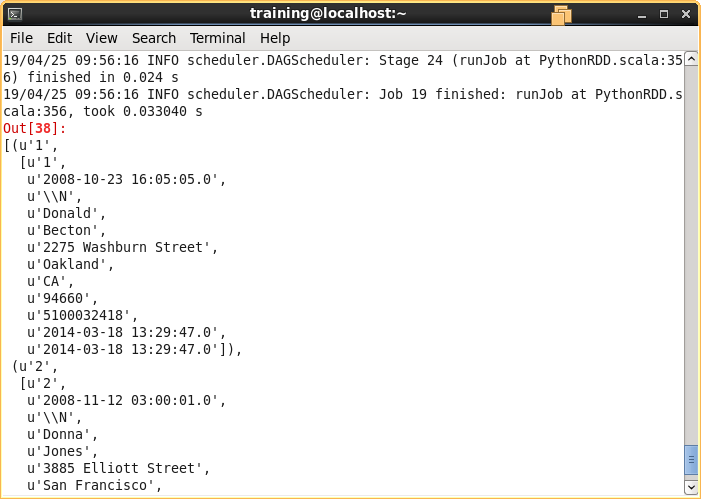 training@localhost:~
File Edit View Search Terminal Help
19/04/25 09:56:16 INFO scheduler.DAGScheduler: Stage 24 (runJob at PythonRDD.scala:35
6) finished in 0.024 s
19/04/25 09:56:16 INFO scheduler.DAGScheduler: Job 19 finished: runJob at PythonRDD.s
cala:356, took 0.033040 s
Out[38]:
[(u'1',
  [u'1',
   u'2008-10-23 16:05:05.0',
   u'\\N',
   u'Donald',
   u'Becton',
   u'2275 Washburn Street',
   u'Oakland',
   u'CA',
   u'94660',
   u'5100032418',
   u'2014-03-18 13:29:47.0',
   u'2014-03-18 13:29:47.0']),
 (u'2',
  [u'2',
   u'2008-11-12 03:00:01.0',
   u'\\N',
   u'Donna',
   u'Jones',
   u'3885 Elliott Street',
   u'San Francisco',